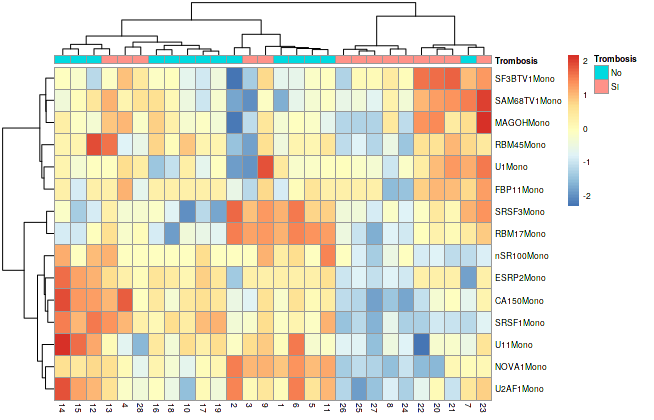 Trombosis
SF3BTV1Mono
SAM68TV1Mono
MAGOHMono
RBM45Mono
U1Mono
FBP11Mono
SRSF3Mono
RBM17Mono
nSR100Mono
ESRP2Mono
CA150Mono
SRSF1Mono
U11Mono
NOVA1Mono
U2AF1Mono
14 15 12 13 4 28 16 18 10 17 19 2 3 9 1 6 5 11 26 25 27 8 24 22 20 21 7 23
2
1
0
-1
-2
Trombosis
No
SI